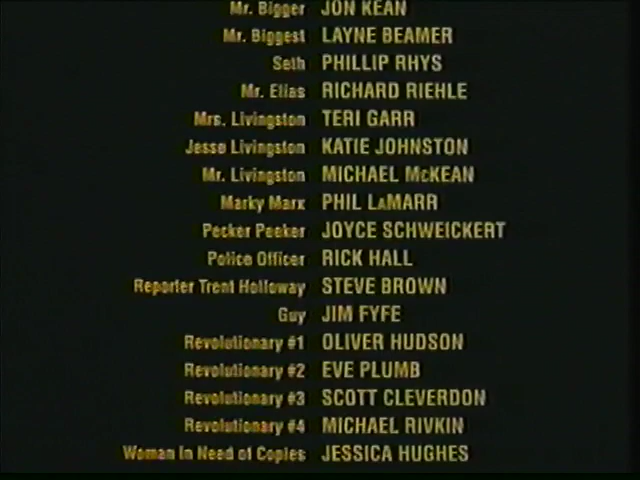 Mr. Bigger JON KEAN
Mr. Biggest LAYNE BEAMER
Seth PHILLIP RHYS
Mr. Elias RICHARD RIEHLE
Mrs. Livingston TERI GARR
Jesse Livingston KATIE JOHNSTON
Mr. Livingston MICHAEL McKEAN
Marky Marx PHIL LaMARR
Pecker Peeker JOYCE SCHWEICKERT
Police Officer RICK HALL
Reporter Trent Holloway STEVE BROWN
Guy JIM FYFE
Revolutionary #1 OLIVER HUDSON
Revolutionary #2 EVE PLUMB
Revolutionary #3 SCOTT CLEVERDON
Revolutionary #4 MICHAEL RIVKIN
Woman In Need of Copies JESSICA HUGHES